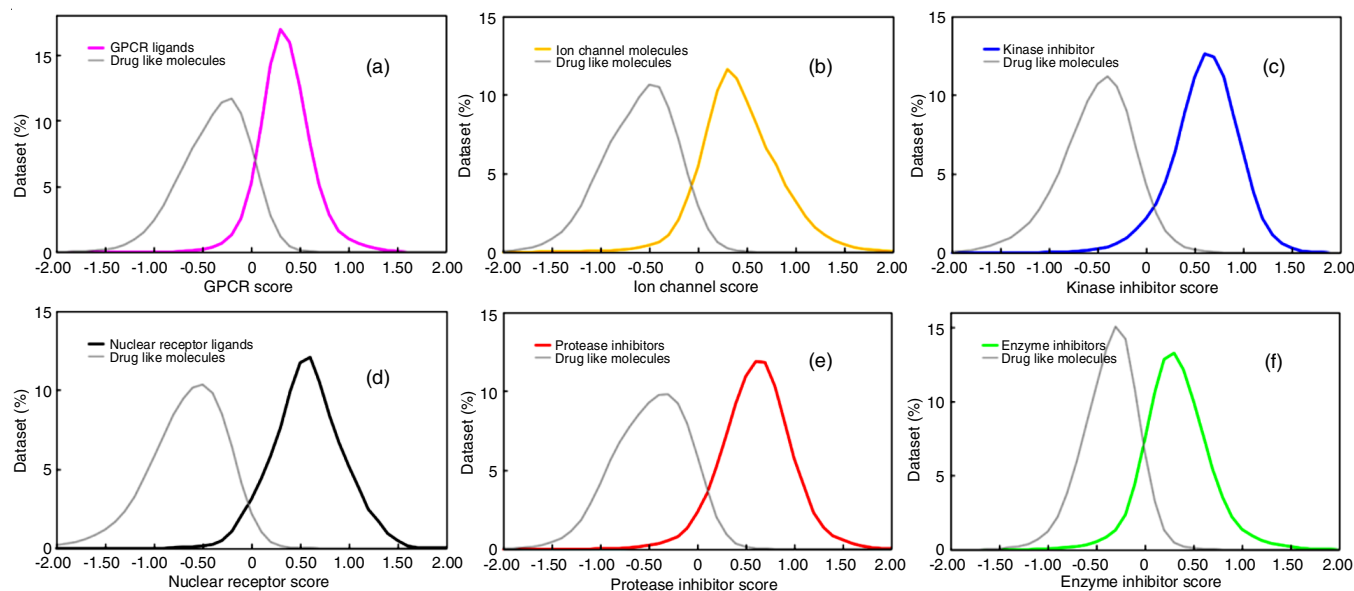 GPCR ligands
Drug like molecules
(a)
Dataset (%)
15
10
5
0
-2.00 -1.50 -1.00 -0.50 0 0.50 1.00 1.50 2.00
GPCR score
Ion channel molecules
Drug like molecules
(b)
Dataset (%)
15
10
5
0
-2.00 -1.50 -1.00 -0.50 0 0.50 1.00 1.50 2.00
Ion channel score
Kinase inhibitor
Drug like molecules
(c)
Dataset (%)
15
10
5
0
-2.00 -1.50 -1.00 -0.50 0 0.50 1.00 1.50 2.00
Kinase inhibitor score
Nuclear receptor ligands
Drug like molecules
(d)
Dataset (%)
15
10
5
0
-2.00 -1.50 -1.00 -0.50 0 0.50 1.00 1.50 2.00
Nuclear receptor score
Protease inhibitors
Drug like molecules
(e)
Dataset (%)
15
10
5
0
-2.00 -1.50 -1.00 -0.50 0 0.50 1.00 1.50 2.00
Protease inhibitor score
Enzyme inhibitors
Drug like molecules
(f)
Dataset (%)
15
10
5
0
-2.00 -1.50 -1.00 -0.50 0 0.50 1.00 1.50 2.00
Enzyme inhibitor score